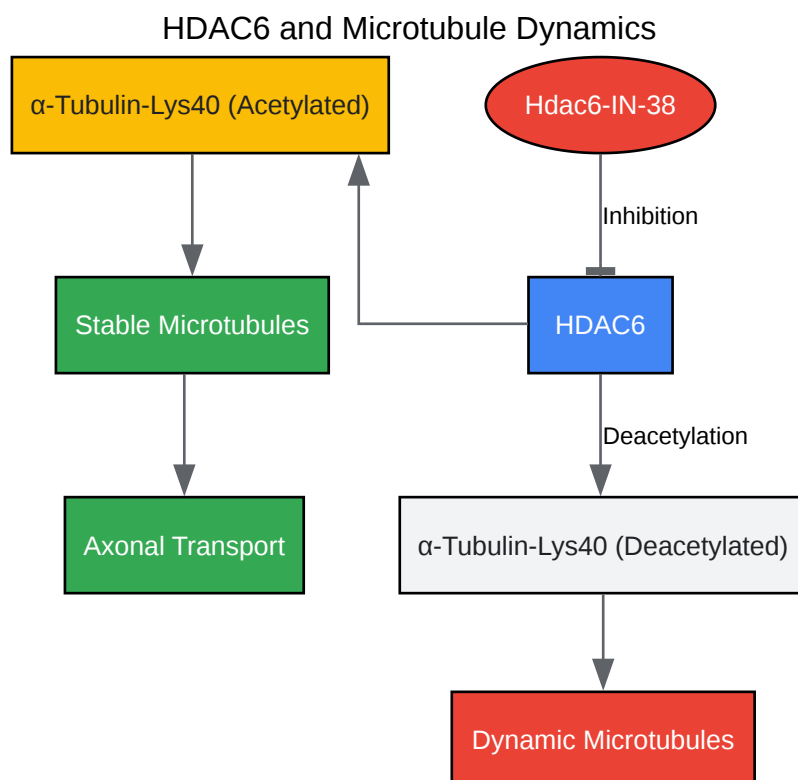 HDAC6 and Microtubule Dynamics
α-Tubulin-Lys40 (Acetylated)
Hdac6-IN-38
Inhibition
Stable Microtubules
HDAC6
Deacetylation
Axonal Transport
α-Tubulin-Lys40 (Deacetylated)
Dynamic Microtubules